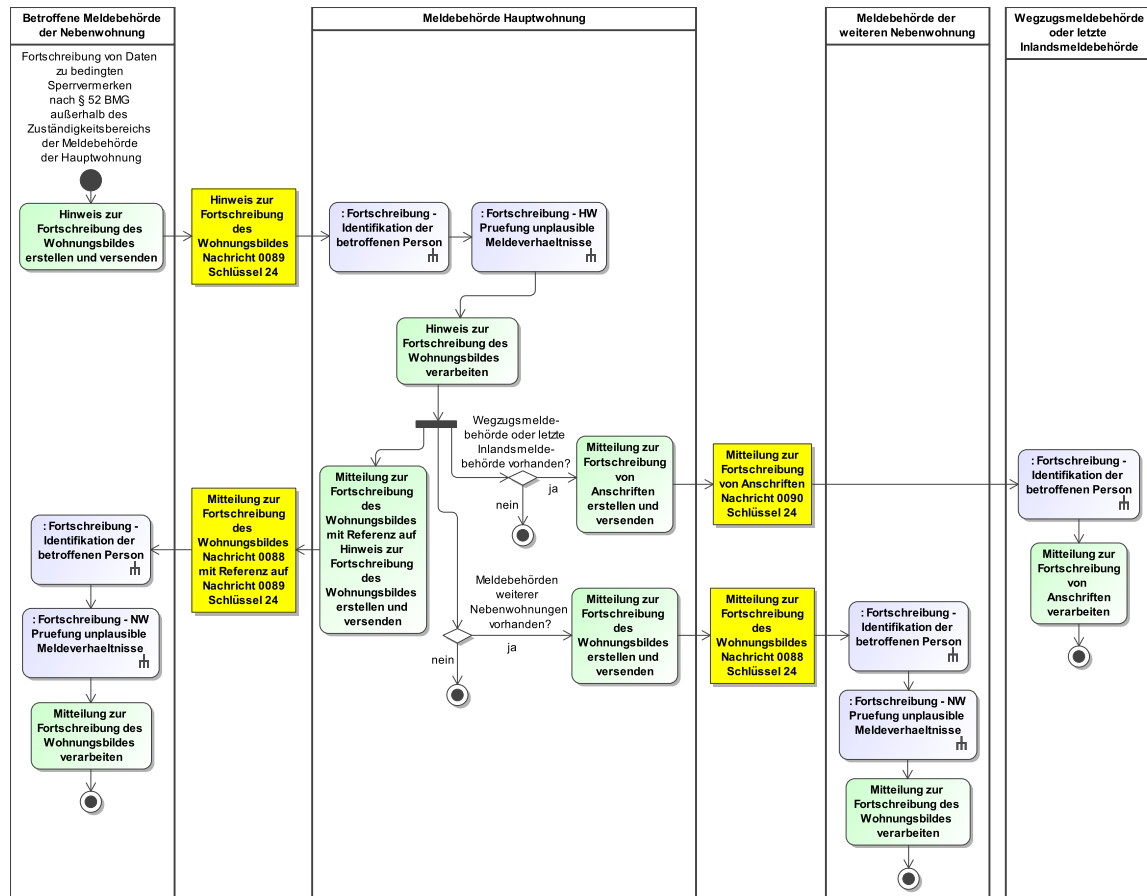 Betroffene Meldebehörde
der Nebenwohnung
Meldebehörde Hauptwohnung
Meldebehörde der
weiteren Nebenwohnung
Wegzugsmeldebehörde
oder letzte
Inlandsmeldebehörde
Fortschreibung von Daten
zu bedingten
Sperrvermerken
nach § 52 BMG
außerhalb des
Zuständigkeitsbereichs
der Meldebehörde
der Hauptwohnung
Hinweis zur
Fortschreibung des
Wohnungsbildes
erstellen und versenden
Hinweis zur
Fortschreibung
des
Wohnungsbildes
Nachricht 0089
Schlüssel 24
: Fortschreibung -
Identifikation der
betroffenen Person
: Fortschreibung - HW
Pruefung unplausible
Meldeverhaeltnisse
Hinweis zur
Fortschreibung des
Wohnungsbildes
verarbeiten
Wegzugsmelde-
behörde oder letzte
Inlandsmelde-
behörde vorhanden?
ja
nein
Mitteilung zur
Fortschreibung
von
Anschriften
erstellen und
versenden
Mitteilung zur
Fortschreibung
von Anschriften
Nachricht 0090
Schlüssel 24
: Fortschreibung -
Identifikation der
betroffenen Person
Mitteilung zur
Fortschreibung
von
Anschriften
verarbeiten
Mitteilung zur
Fortschreibung
des
Wohnungsbildes
mit Referenz auf
Hinweis zur
Fortschreibung
des
Wohnungsbildes
erstellen und
versenden
Mitteilung zur
Fortschreibung
des
Wohnungsbildes
Nachricht 0088
mit Referenz auf
Nachricht 0089
Schlüssel 24
: Fortschreibung -
Identifikation der
betroffenen Person
: Fortschreibung - NW
Pruefung unplausible
Meldeverhaeltnisse
Mitteilung zur
Fortschreibung des
Wohnungsbildes
verarbeiten
Meldebehörden
weiterer
Nebenwohnungen
vorhanden?
ja
nein
Mitteilung zur
Fortschreibung
des
Wohnungsbildes
erstellen und
versenden
Mitteilung zur
Fortschreibung
des
Wohnungsbildes
Nachricht 0088
Schlüssel 24
: Fortschreibung -
Identifikation der
betroffenen Person
: Fortschreibung - NW
Pruefung unplausible
Meldeverhaeltnisse
Mitteilung zur
Fortschreibung des
Wohnungsbildes
verarbeiten